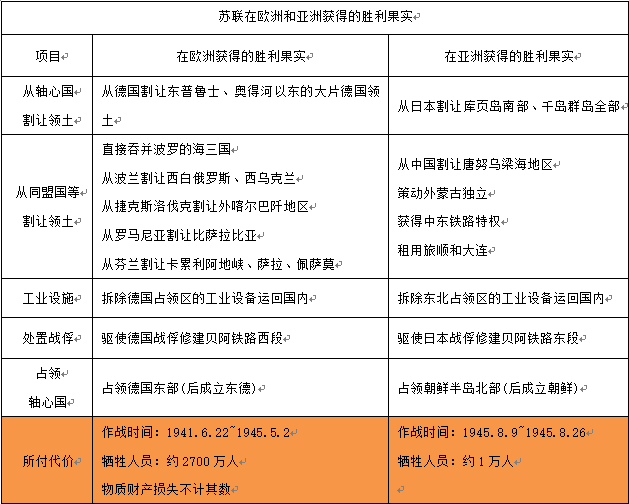 苏联在欧洲和亚洲获得的胜利果实
项目
在欧洲获得的胜利果实
在亚洲获得的胜利果实
从轴心国
割让领土
从德国割让东普鲁士、奥得河以东的大片德国领
土
从日本割让库页岛南部、千岛群岛全部
从同盟国等
割让领土
直接吞并波罗的海三国
从波兰割让西白俄罗斯、西乌克兰
从捷克斯洛伐克割让外喀尔巴阡地区
从罗马尼亚割让比萨拉比亚
从芬兰割让卡累利阿地峡、萨拉、佩萨莫
从中国割让唐努乌梁海地区
策动外蒙古独立
获得中东铁路特权
租用旅顺和大连
工业设施
拆除德国占领区的工业设备运回国内
拆除东北占领区的工业设备运回国内
处置战俘
驱使德国战俘修建贝阿铁路西段
驱使日本战俘修建贝阿铁路东段
占领
轴心国
占领德国东部(后成立东德)
占领朝鲜半岛北部(后成立朝鲜)
所付代价
作战时间：1941.6.22~1945.5.2
牺牲人员：约2700万人
物质财产损失不计其数
作战时间：1945.8.9~1945.8.26
牺牲人员：约1万人